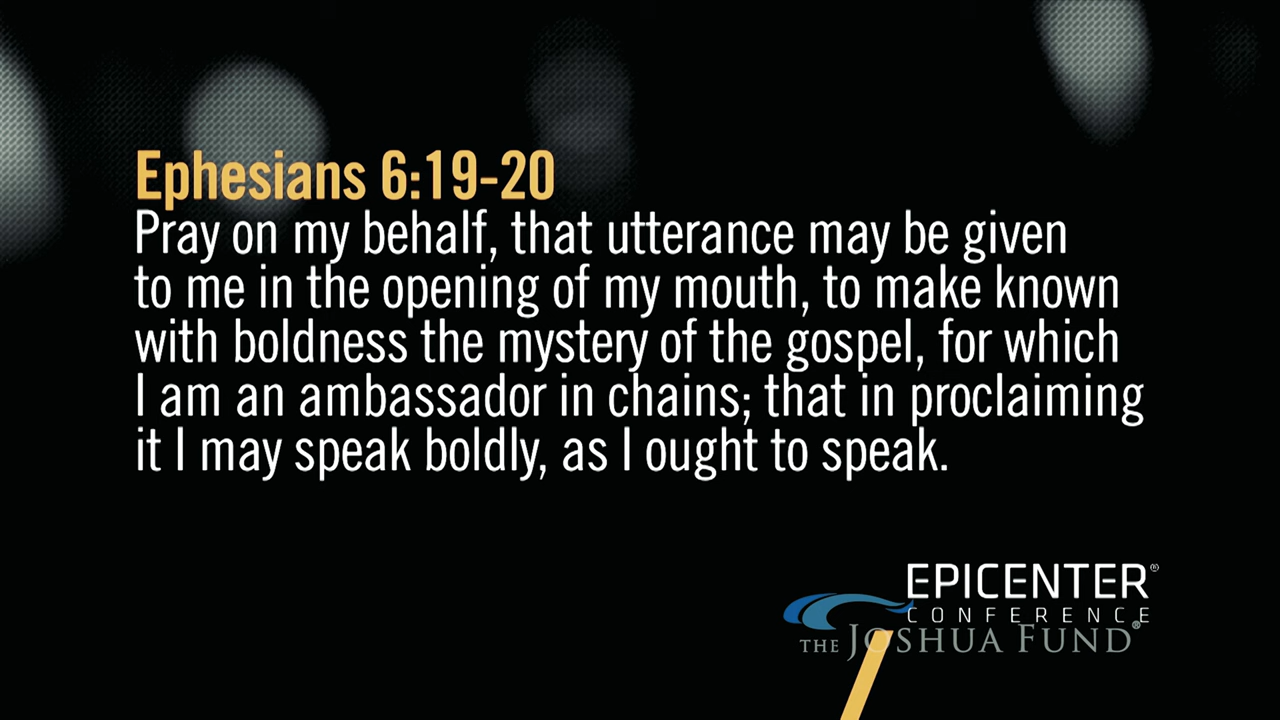 Ephesians 6:19-20
Pray on my behalf, that utterance may be given
to me in the opening of my mouth, to make known
with boldness the mystery of the gospel, for which
I am an ambassador in chains; that in proclaiming
it I may speak boldly, as I ought to speak.
EPICENTER®
CONFERENCE
THE JOSHUA FUND®